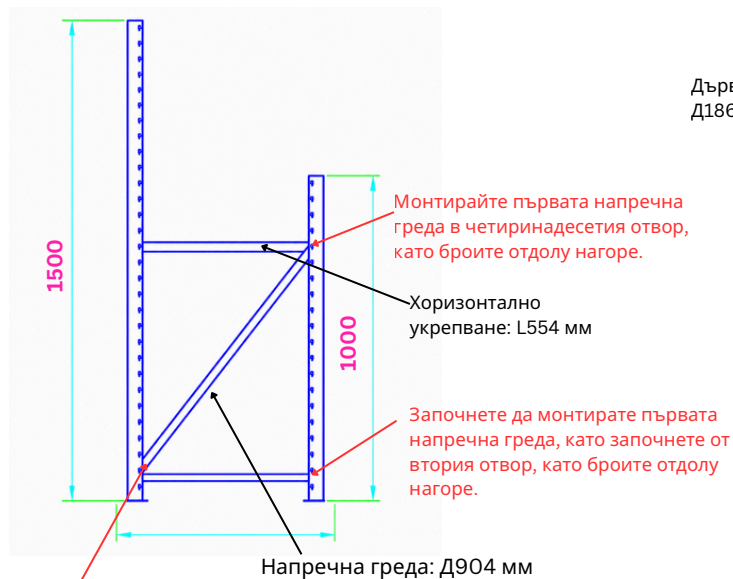 Дърв
Д186
Монтирайте първата напречна
греда в четиринадесетия отвор,
като броите отдолу нагоре.
1500
Хоризонтално
укрепване: L554 мм
1000
Започнете да монтирате първата
напречна греда, като започнете от
втория отвор, като броите отдолу
нагоре.
Напречна греда: Д904 мм